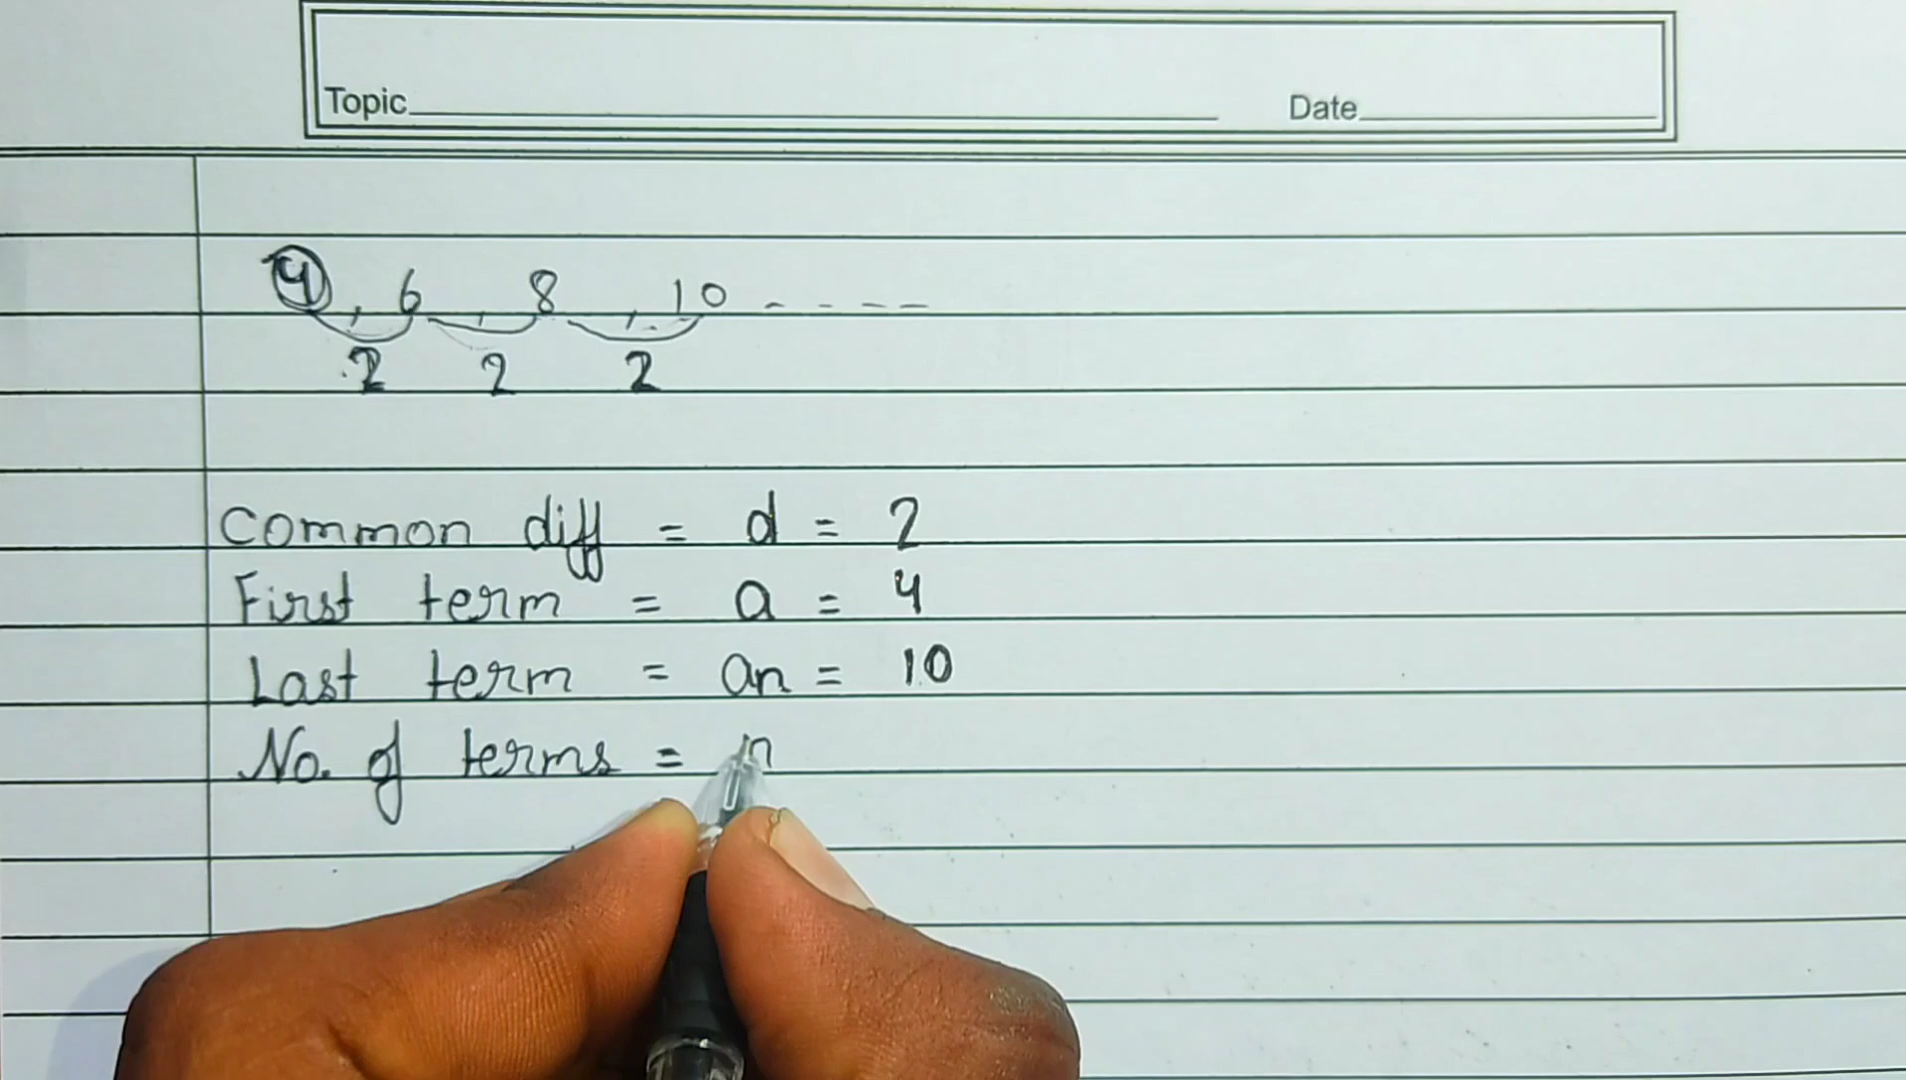 Topic Date
4, 6, 8, 10 - - - -
2 2 2
Common diff = d = 2
First term = a = 4
Last term = an = 10
No. of terms = n